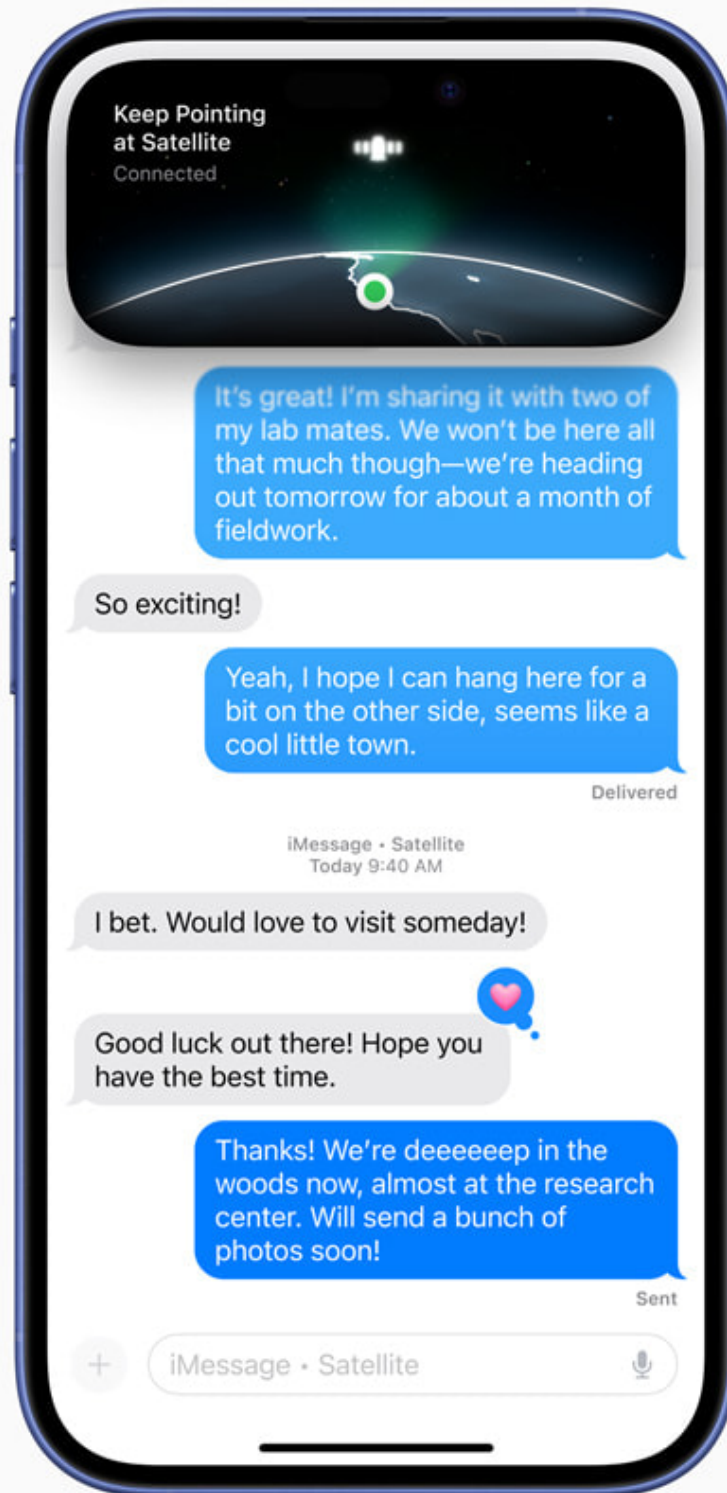 Keep Pointing
at Satellite
Connected
It's great! I'm sharing it with two of
my lab mates. We won't be here all
that much though—we're heading
out tomorrow for about a month of
fieldwork.
So exciting!
Yeah, I hope I can hang here for a
bit on the other side, seems like a
cool little town.
Delivered
iMessage • Satellite
Today 9:40 AM
I bet. Would love to visit someday!
Good luck out there! Hope you
have the best time.
Thanks! We're deeeeeep in the
woods now, almost at the research
center. Will send a bunch of
photos soon!
Sent
iMessage • Satellite